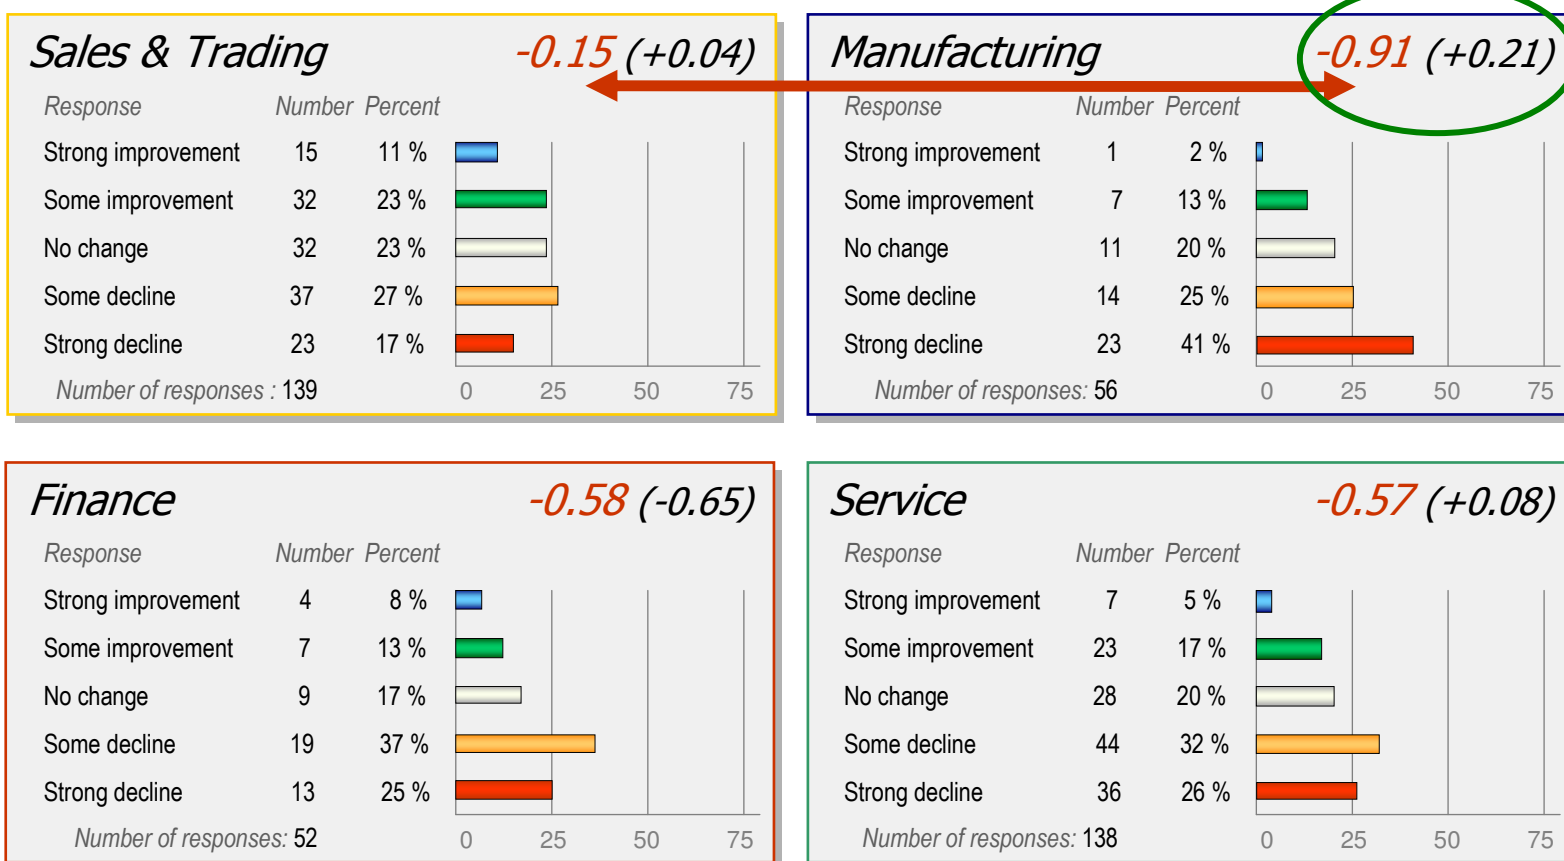 Sales & Trading -0.15 (+0.04)
Response Number Percent
Strong improvement 15 11 %
Some improvement 32 23 %
No change 32 23 %
Some decline 37 27 %
Strong decline 23 17 %
Number of responses : 139 0 25 50 75
Manufacturing -0.91 (+0.21)
Response Number Percent
Strong improvement 1 2 %
Some improvement 7 13 %
No change 11 20 %
Some decline 14 25 %
Strong decline 23 41 %
Number of responses: 56 0 25 50 75
Finance -0.58 (-0.65)
Response Number Percent
Strong improvement 4 8 %
Some improvement 7 13 %
No change 9 17 %
Some decline 19 37 %
Strong decline 13 25 %
Number of responses: 52 0 25 50 75
Service -0.57 (+0.08)
Response Number Percent
Strong improvement 7 5 %
Some improvement 23 17 %
No change 28 20 %
Some decline 44 32 %
Strong decline 36 26 %
Number of responses: 138 0 25 50 75